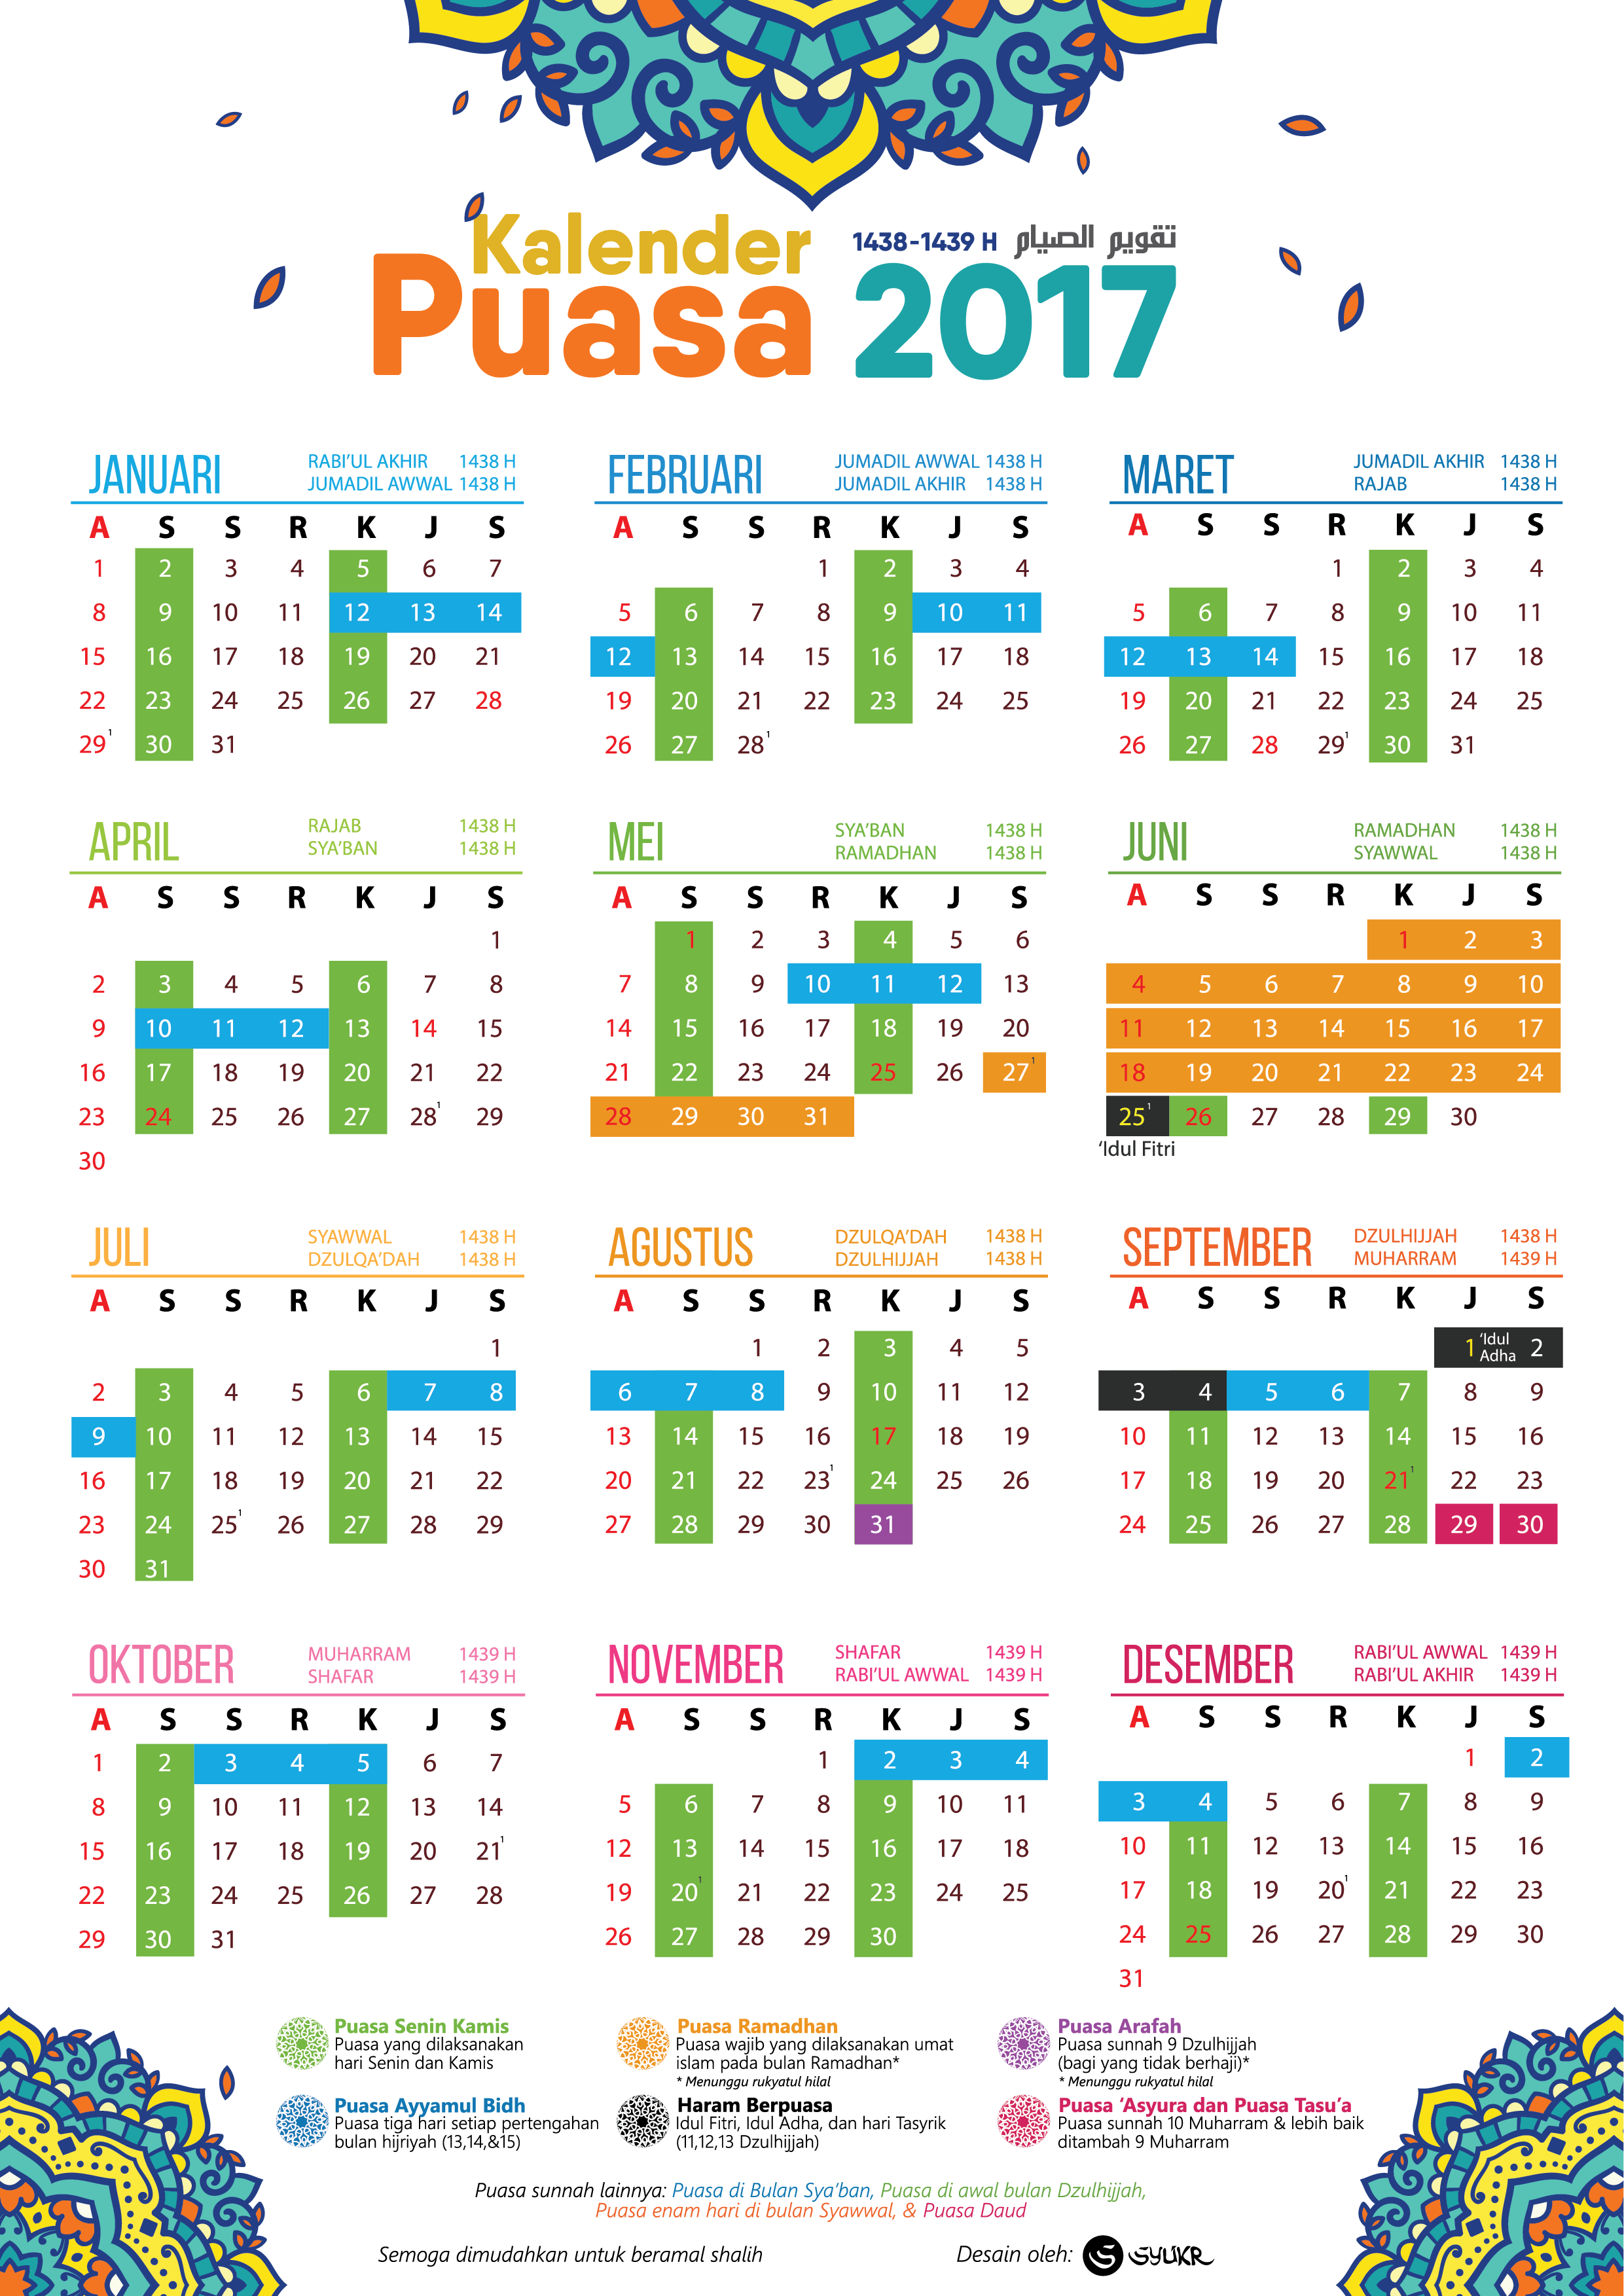 Kalender
1438-1439 H تقويم الصيام
Puasa 2017
JANUARI
RABI'UL AKHIR 1438 H
JUMADIL AWWAL 1438 H
A S S R K J S
1 2 3 4 5 6 7
8 9 10 11 12 13 14
15 16 17 18 19 20 21
22 23 24 25 26 27 28
29¹ 30 31
FEBRUARI
JUMADIL AWWAL 1438 H
JUMADIL AKHIR 1438 H
A S S R K J S
1 2 3 4
5 6 7 8 9 10 11
12 13 14 15 16 17 18
19 20 21 22 23 24 25
26 27 28¹
MARET
JUMADIL AKHIR 1438 H
RAJAB 1438 H
A S S R K J S
1 2 3 4
5 6 7 8 9 10 11
12 13 14 15 16 17 18
19 20 21 22 23 24 25
26 27 28 29¹ 30 31
APRIL
RAJAB 1438 H
SYA'BAN 1438 H
A S S R K J S
1
2 3 4 5 6 7 8
9 10 11 12 13 14 15
16 17 18 19 20 21 22
23 24 25 26 27 28¹ 29
30
MEI
SYA'BAN 1438 H
RAMADHAN 1438 H
A S S R K J S
1 2 3 4 5 6
7 8 9 10 11 12 13
14 15 16 17 18 19 20
21 22 23 24 25 26 27¹
28 29 30 31
JUNI
RAMADHAN 1438 H
SYAWWAL 1438 H
A S S R K J S
1 2 3
4 5 6 7 8 9 10
11 12 13 14 15 16 17
18 19 20 21 22 23 24
25¹ 26 27 28 29 30
'Idul Fitri
JULI
SYAWWAL 1438 H
DZULQA'DAH 1438 H
A S S R K J S
1
2 3 4 5 6 7 8
9 10 11 12 13 14 15
16 17 18 19 20 21 22
23 24 25¹ 26 27 28 29
30 31
AGUSTUS
DZULQA'DAH 1438 H
DZULHIJJAH 1438 H
A S S R K J S
1 2 3 4 5
6 7 8 9 10 11 12
13 14 15 16 17 18 19
20 21 22 23¹ 24 25 26
27 28 29 30 31
SEPTEMBER
DZULHIJJAH 1438 H
MUHARRAM 1439 H
A S S R K J S
1 'Idul Adha 2
3 4 5 6 7 8 9
10 11 12 13 14 15 16
17 18 19 20 21¹ 22 23
24 25 26 27 28 29 30
OKTOBER
MUHARRAM 1439 H
SHAFAR 1439 H
A S S R K J S
1 2 3 4 5 6 7
8 9 10 11 12 13 14
15 16 17 18 19 20 21¹
22 23 24 25 26 27 28
29 30 31
NOVEMBER
SHAFAR 1439 H
RABI'UL AWWAL 1439 H
A S S R K J S
1 2 3 4
5 6 7 8 9 10 11
12 13 14 15 16 17 18
19 20¹ 21 22 23 24 25
26 27 28 29 30
DESEMBER
RABI'UL AWWAL 1439 H
RABI'UL AKHIR 1439 H
A S S R K J S
1 2
3 4 5 6 7 8 9
10 11 12 13 14 15 16
17 18 19 20¹ 21 22 23
24 25 26 27 28 29 30
31
Puasa Senin Kamis
Puasa yang dilaksanakan
hari Senin dan Kamis
Puasa Ramadhan
Puasa wajib yang dilaksanakan umat
islam pada bulan Ramadhan*
* Menunggu rukyatul hilal
Puasa Arafah
Puasa sunnah 9 Dzulhijjah
(bagi yang tidak berhaji)*
* Menunggu rukyatul hilal
Puasa Ayyamul Bidh
Puasa tiga hari setiap pertengahan
bulan hijriyah (13,14,&15)
Haram Berpuasa
Idul Fitri, Idul Adha, dan hari Tasyrik
(11,12,13 Dzulhijjah)
Puasa 'Asyura dan Puasa Tasu'a
Puasa sunnah 10 Muharram & lebih baik
ditambah 9 Muharram
Puasa sunnah lainnya: Puasa di Bulan Sya'ban, Puasa di awal bulan Dzulhijjah,
Puasa enam hari di bulan Syawwal, & Puasa Daud
Semoga dimudahkan untuk beramal shalih
Desain oleh: SYUKR